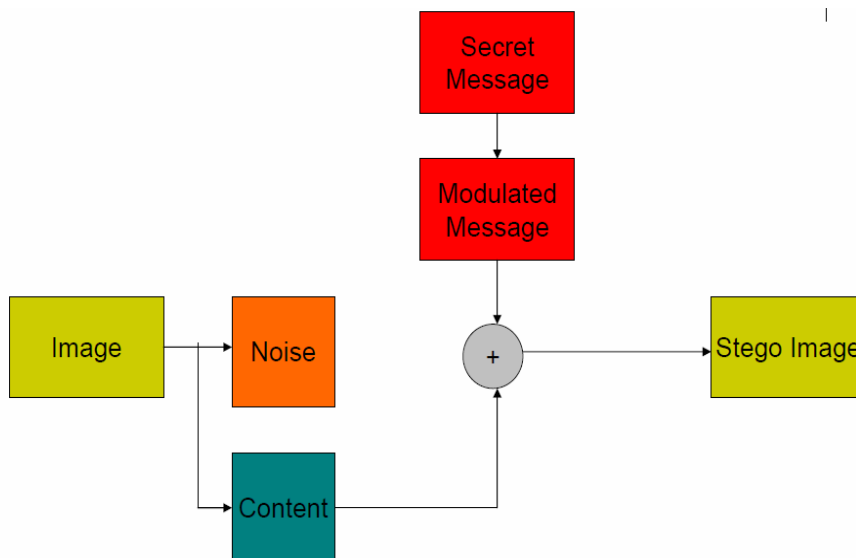 Secret
Message
Modulated
Message
Image
Noise
+
Stego Image
Content